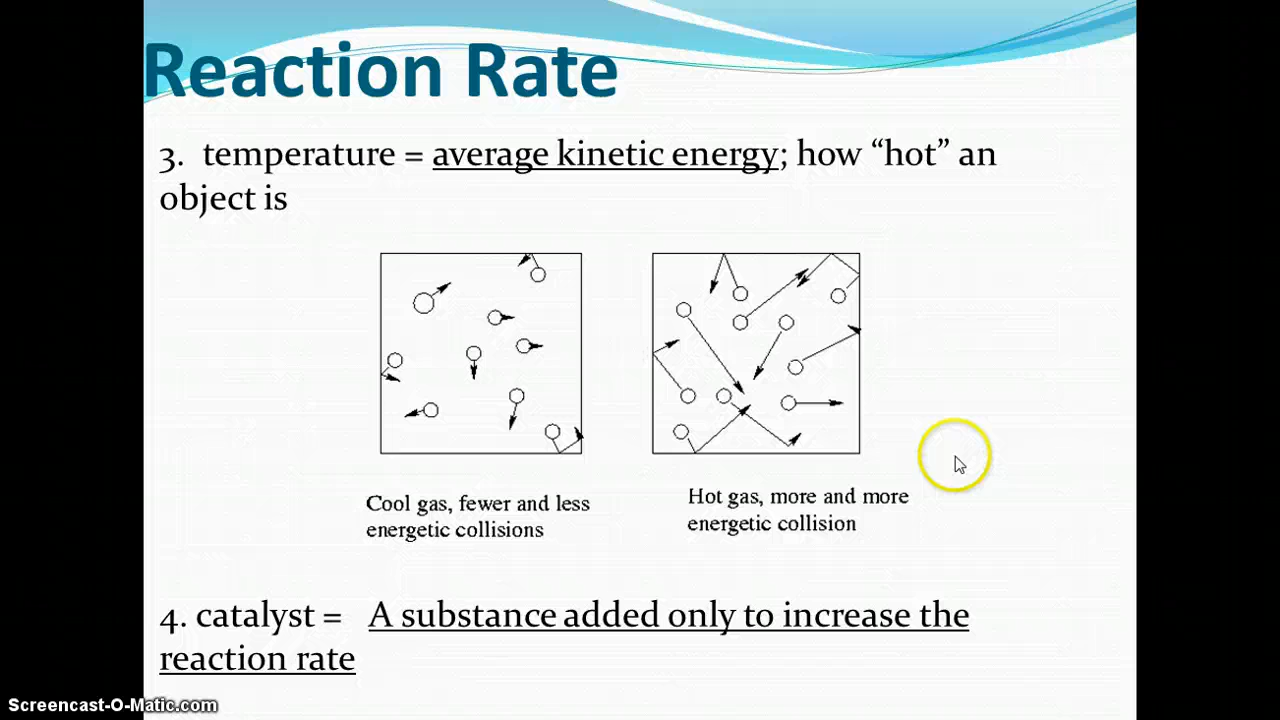 Reaction Rate
3. temperature = average kinetic energy; how “hot” an
object is
Cool gas, fewer and less
energetic collisions
Hot gas, more and more
energetic collision
4. catalyst = A substance added only to increase the
reaction rate
Screencast-O-Matic.com